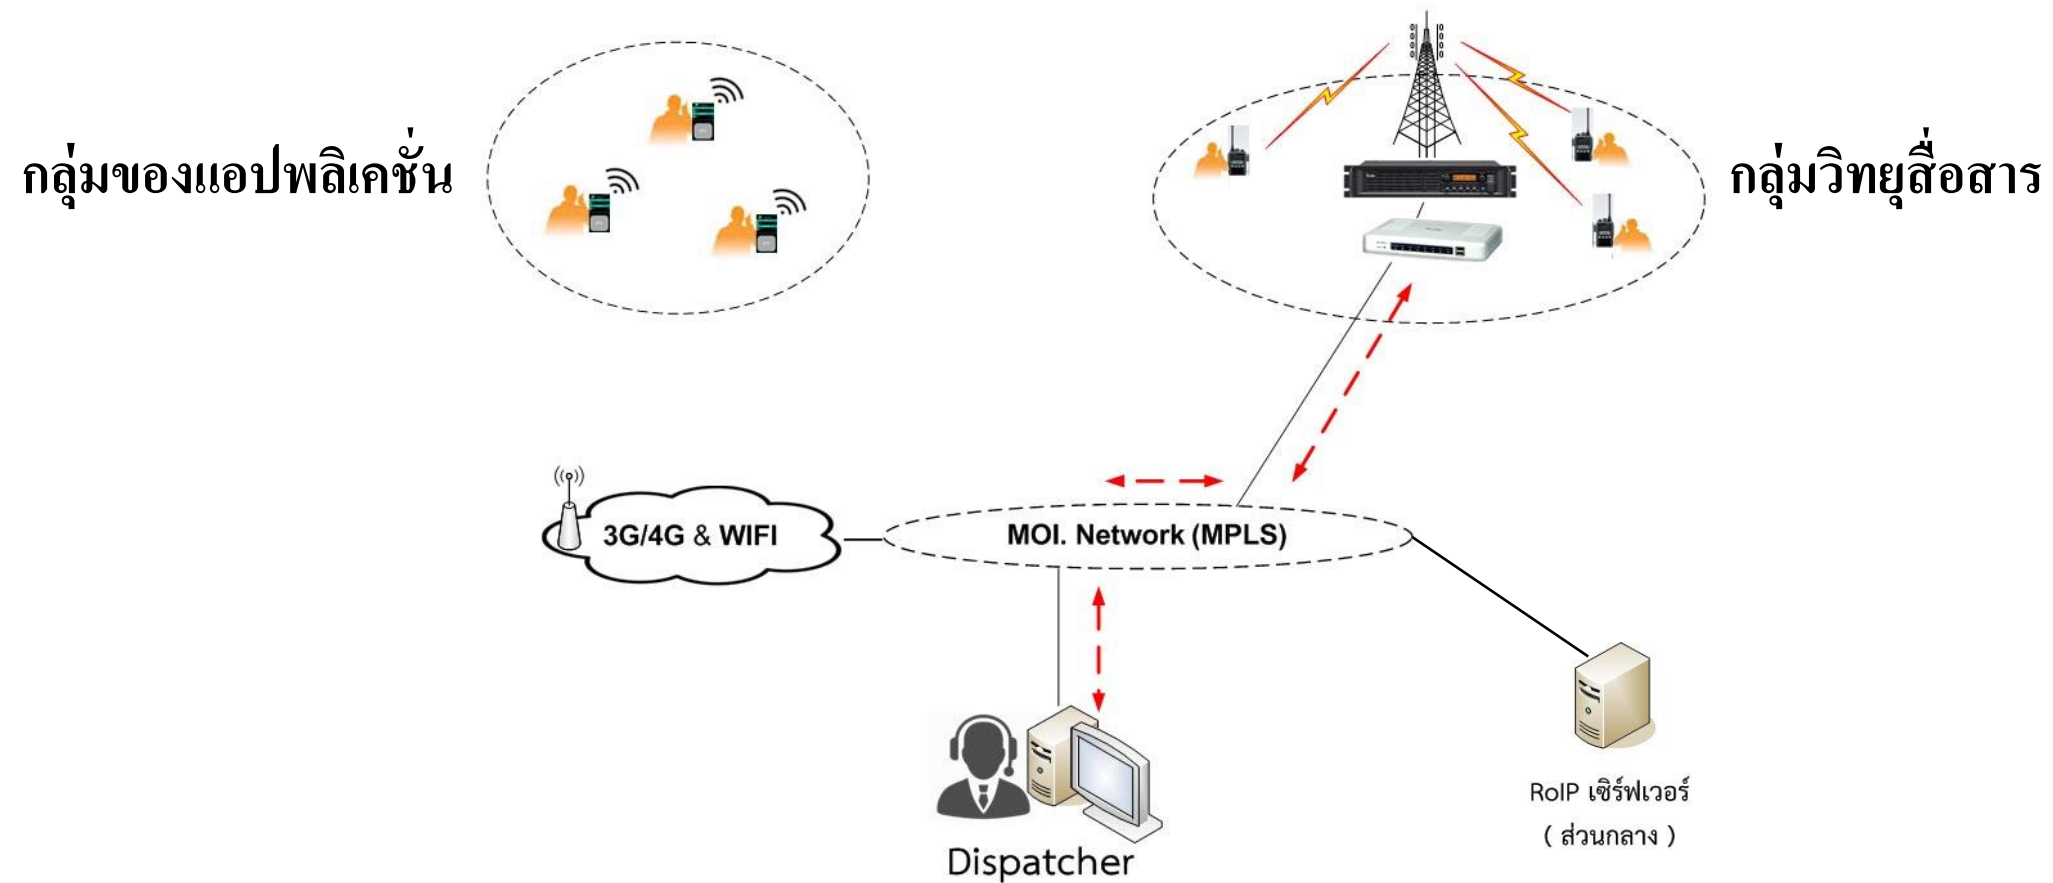 กลุ่มของแอปพลิเคชั่น
กลุ่มวิทยุสื่อสาร
3G/4G & WIFI
MOI. Network (MPLS)
Dispatcher
RoIP เซิร์ฟเวอร์
( ส่วนกลาง )